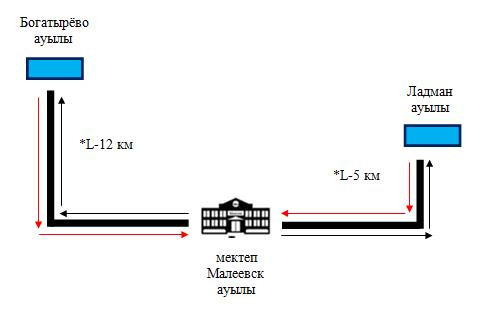 Богатырёво
ауылы
Ладман
ауылы
*L-12 км
*L-5 км
мектеп
Малеевск
ауылы